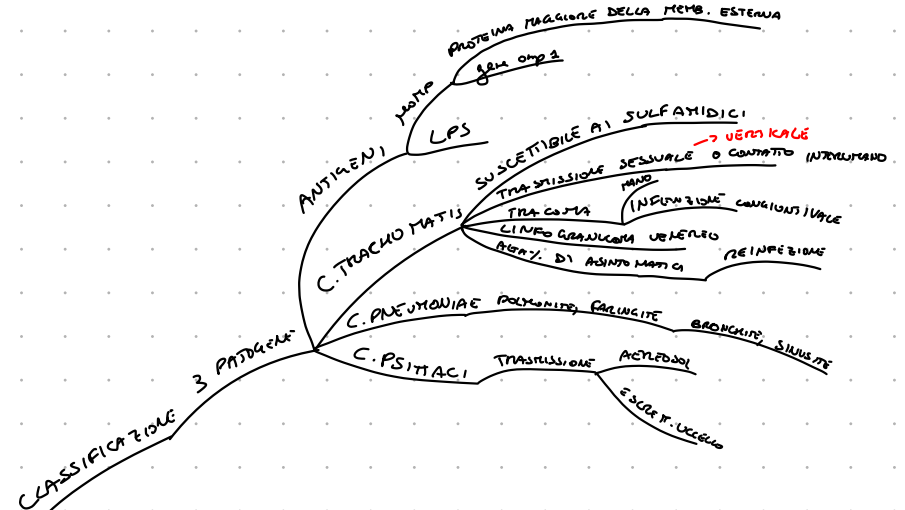 PROTEINA MAGGIORE DELLA MEMB. ESTERNA
gene omp 1
MOMP
LPS
ANTIGENI
SUSCETTIBILE AI SULFAMIDICI
→ VERTICALE
TRASMISSIONE SESSUALE O CONTATTO INTERUMANO
MANO
TRACOMA
INFEZIONE CONGIUNTIVALE
C. TRACHOMATIS
LINFOGRANULOMA VENEREO
ALTA % DI ASINTOMATICI
REINFEZIONE
C. PNEUMONIAE
POLMONITE, FARINGITE
BRONCHITE, SINUSITE
3 PATOGENE
C. PSITTACI
TRASMISSIONE
AEREOSOL
ESCRET. UCCELLO
CLASSIFICAZIONE